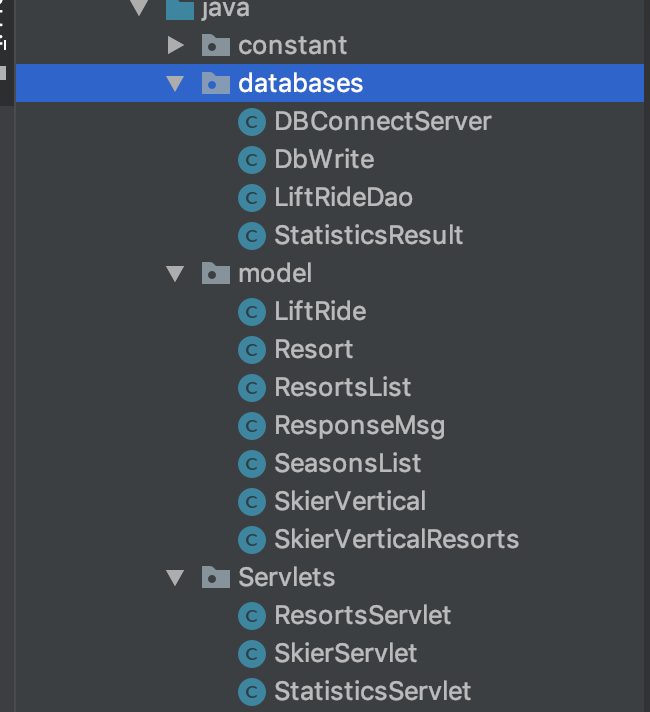 java
constant
databases
DBConnectServer
DbWrite
LiftRideDao
StatisticsResult
model
LiftRide
Resort
ResortsList
ResponseMsg
SeasonsList
SkierVertical
SkierVerticalResorts
Servlets
ResortsServlet
SkierServlet
StatisticsServlet